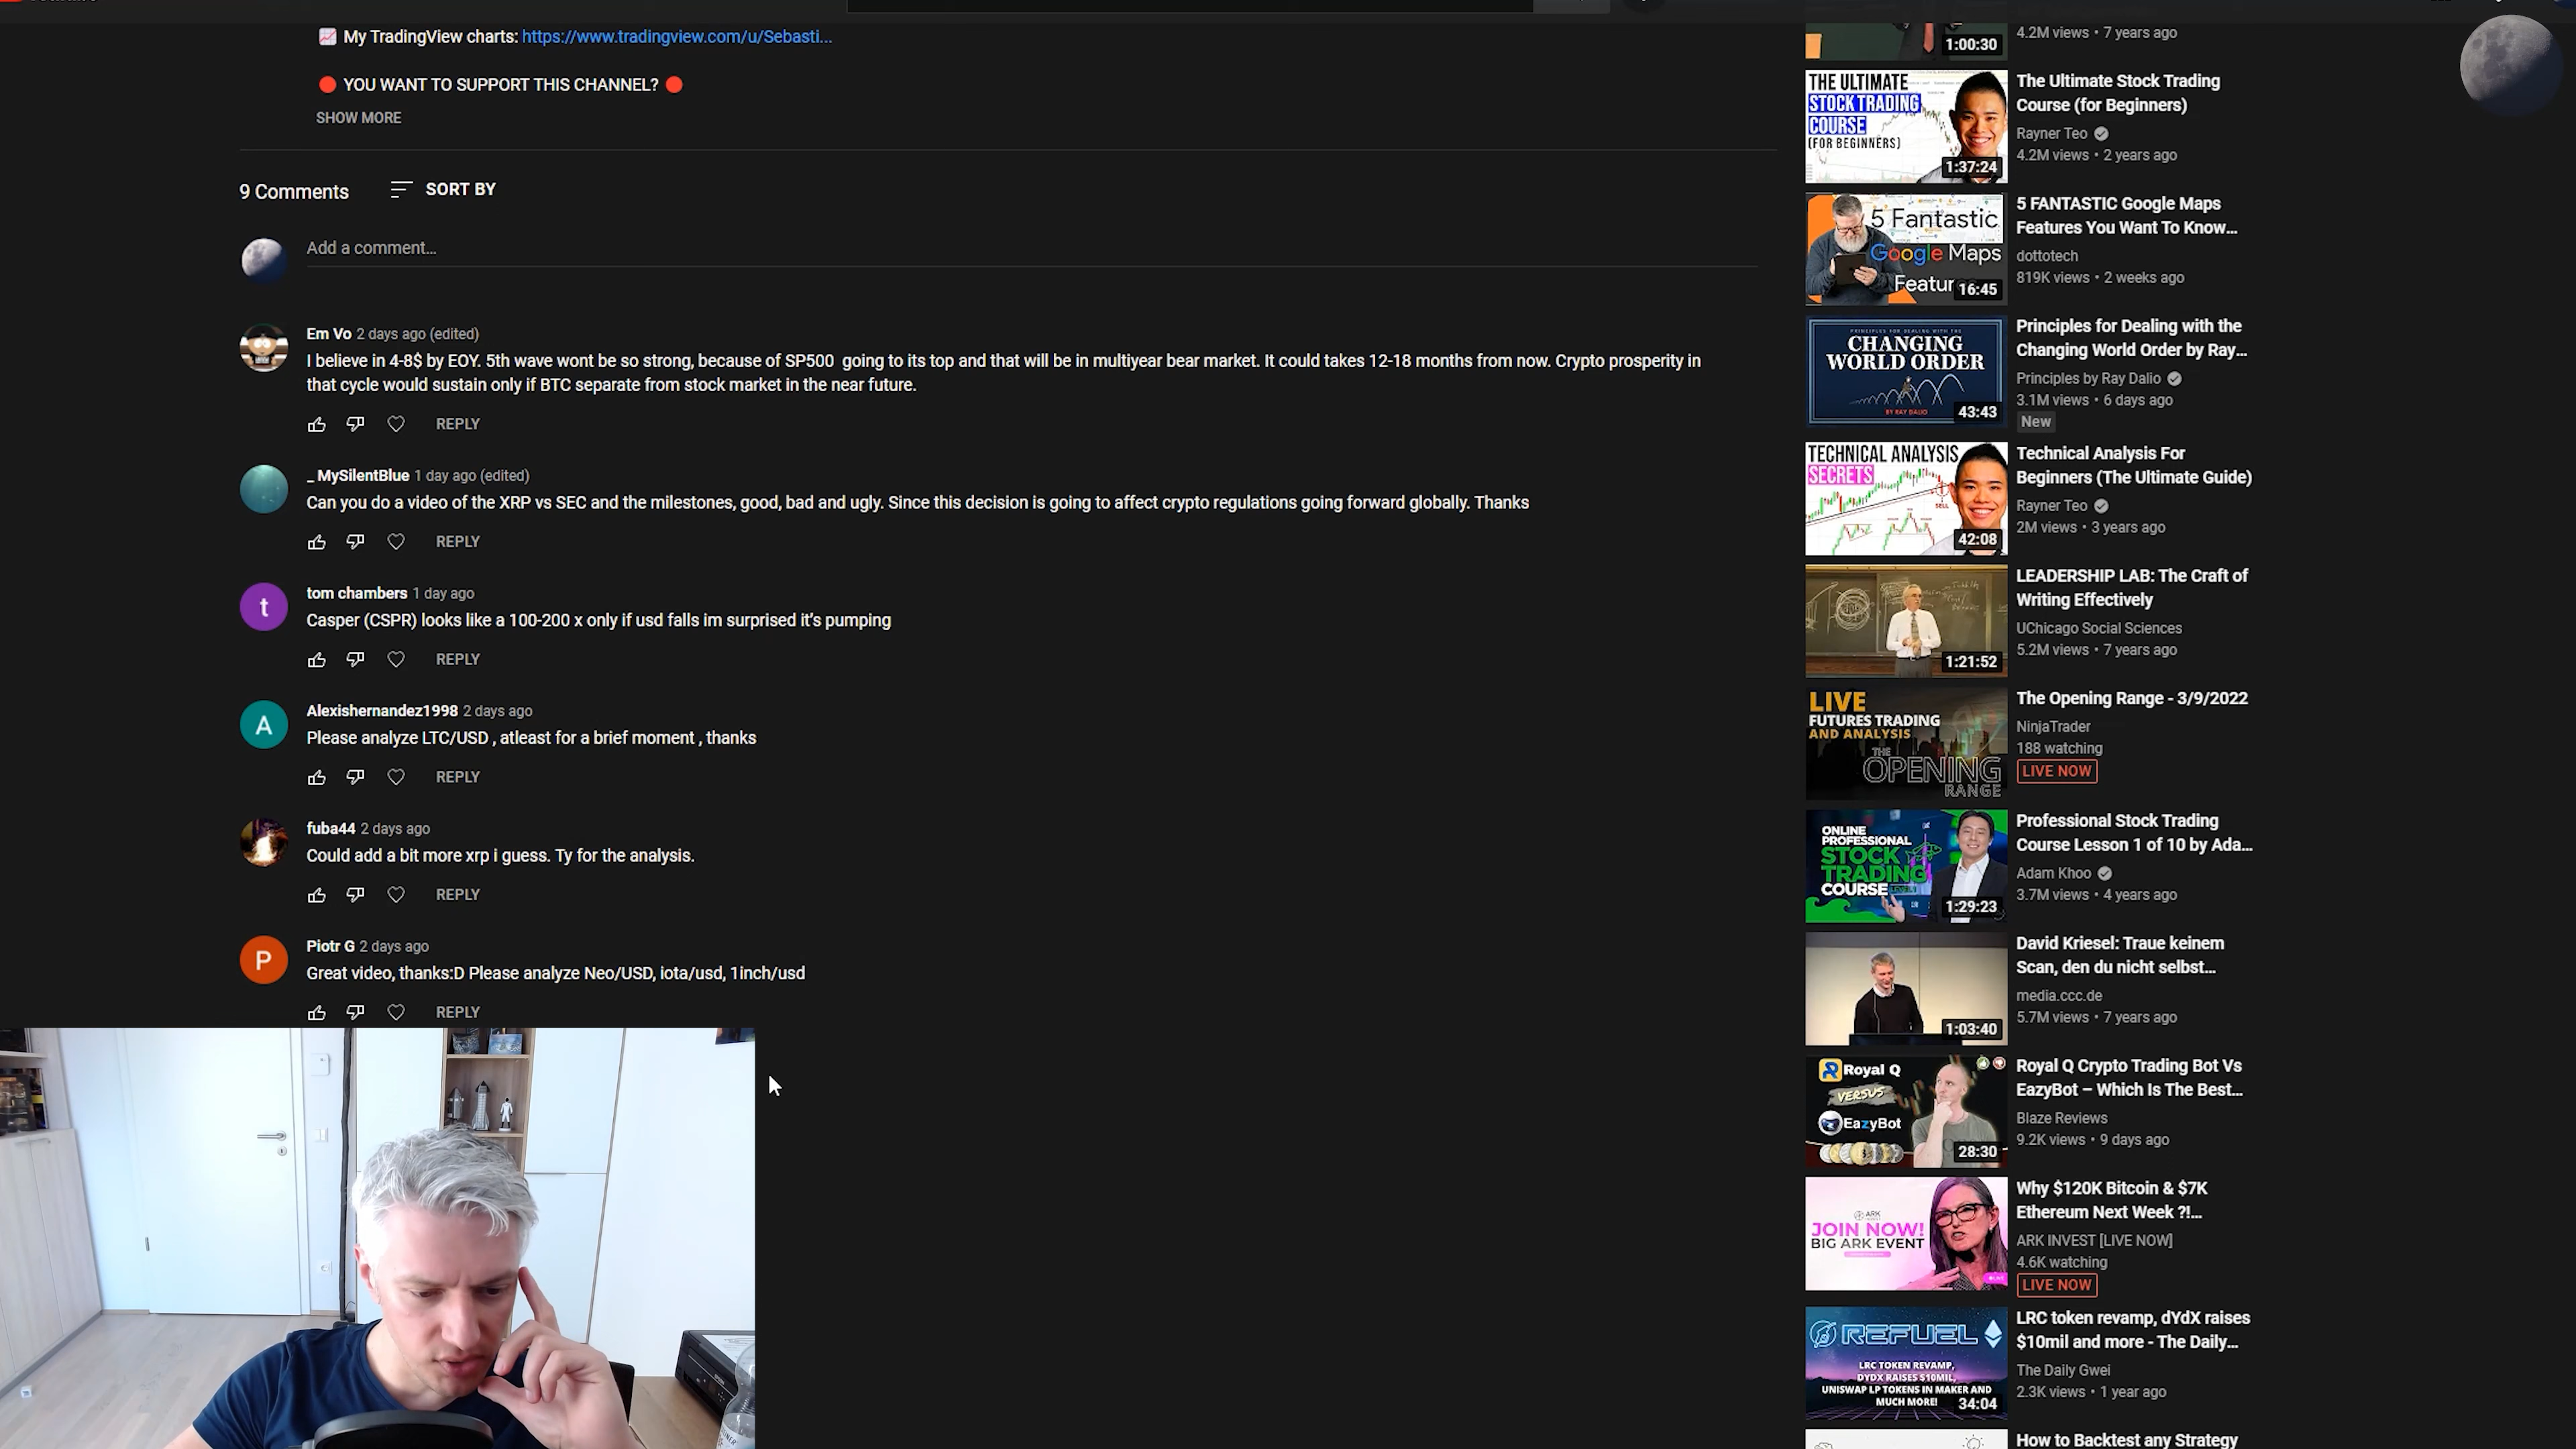 My TradingView charts: https://www.tradingview.com/u/Sebasti...
YOU WANT TO SUPPORT THIS CHANNEL?
SHOW MORE
9 Comments
SORT BY
Add a comment...
Em Vo 2 days ago (edited)
I believe in 4-8$ by EOY. 5th wave wont be so strong, because of SP500 going to its top and that will be in multiyear bear market. It could takes 12-18 months from now. Crypto prosperity in
that cycle would sustain only if BTC separate from stock market in the near future.
REPLY
_ MySilentBlue 1 day ago (edited)
Can you do a video of the XRP vs SEC and the milestones, good, bad and ugly. Since this decision is going to affect crypto regulations going forward globally. Thanks
REPLY
t
tom chambers 1 day ago
Casper (CSPR) looks like a 100-200 x only if usd falls im surprised it's pumping
REPLY
A
Alexishernandez1998 2 days ago
Please analyze LTC/USD , atleast for a brief moment , thanks
REPLY
fuba44 2 days ago
Could add a bit more xrp i guess. Ty for the analysis.
REPLY
P
Piotr G 2 days ago
Great video, thanks:D Please analyze Neo/USD, iota/usd, 1inch/usd
REPLY
1:00:30
4.2M views • 7 years ago
THE ULTIMATE
STOCK TRADING
COURSE
(FOR BEGINNERS)
1:37:24
The Ultimate Stock Trading
Course (for Beginners)
Rayner Teo
4.2M views • 2 years ago
5 Fantastic
Google Maps
Featur
16:45
5 FANTASTIC Google Maps
Features You Want To Know...
dottotech
819K views • 2 weeks ago
PRINCIPLES FOR DEALING WITH THE
CHANGING
WORLD ORDER
BY RAY DALIO
43:43
Principles for Dealing with the
Changing World Order by Ray...
Principles by Ray Dalio
3.1M views • 6 days ago
New
TECHNICAL ANALYSIS
SECRETS
SELL
42:08
Technical Analysis For
Beginners (The Ultimate Guide)
Rayner Teo
2M views • 3 years ago
1:21:52
LEADERSHIP LAB: The Craft of
Writing Effectively
UChicago Social Sciences
5.2M views • 7 years ago
LIVE
FUTURES TRADING
AND ANALYSIS
THE
OPENING
RANGE
The Opening Range - 3/9/2022
NinjaTrader
188 watching
LIVE NOW
ONLINE
PROFESSIONAL
STOCK
TRADING
COURSE
1:29:23
Professional Stock Trading
Course Lesson 1 of 10 by Ada...
Adam Khoo
3.7M views • 4 years ago
1:03:40
David Kriesel: Traue keinem
Scan, den du nicht selbst...
media.ccc.de
5.7M views • 7 years ago
Royal Q
VERSUS
EazyBot
28:30
Royal Q Crypto Trading Bot Vs
EazyBot – Which Is The Best...
Blaze Reviews
9.2K views • 9 days ago
ARK
JOIN NOW!
BIG ARK EVENT
Why $120K Bitcoin & $7K
Ethereum Next Week ?!...
ARK INVEST [LIVE NOW]
4.6K watching
LIVE NOW
REFUEL
LRC TOKEN REVAMP,
DYDX RAISES $10MIL,
UNISWAP LP TOKENS IN MAKER AND
MUCH MORE!
34:04
LRC token revamp, dYdX raises
$10mil and more - The Daily...
The Daily Gwei
2.3K views • 1 year ago
How to Backtest any Strategy